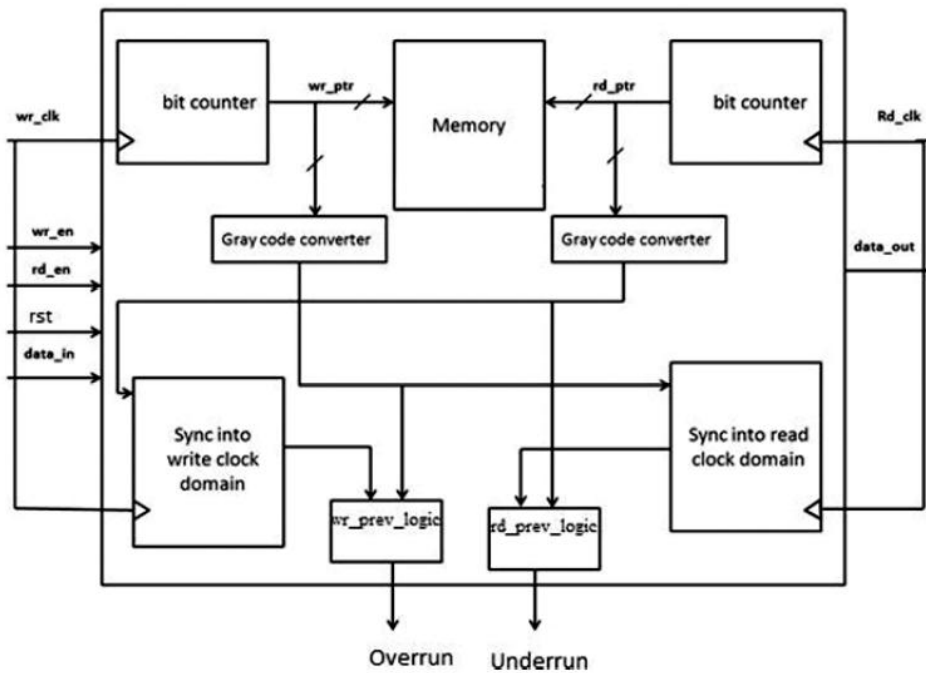 bit counter
wr_ptr
Memory
rd_ptr
bit counter
wr_clk
Rd_clk
Gray code converter
Gray code converter
wr_en
rd_en
rst
data_in
data_out
Sync into
write clock
domain
Sync into read
clock domain
wr_prev_logic
rd_prev_logic
Overrun
Underrun